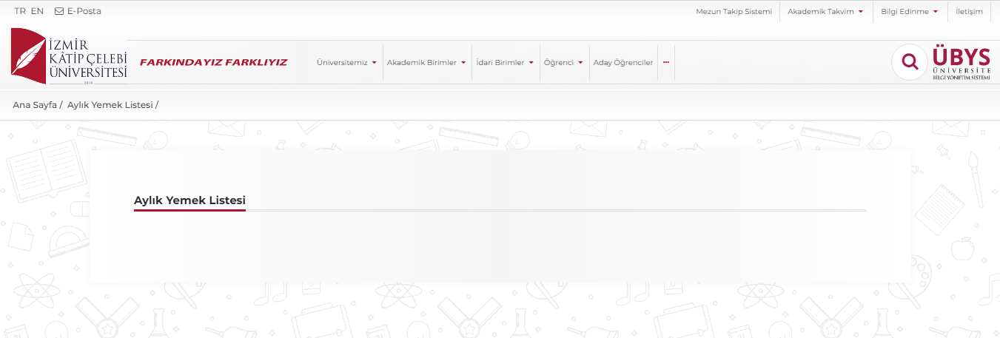 TR EN E-Posta
Mezun Takip Sistemi Akademik Takvim Bilgi Edinme İletişim
İZMİR
KÂTİP ÇELEBİ
ÜNİVERSİTESİ
2010
FARKINDAYIZ FARKLIYIZ
Üniversitemiz Akademik Birimler İdari Birimler Öğrenci Aday Öğrenciler
ÜBYS
ÜNİVERSİTE
BİLGİ YÖNETİM SİSTEMİ
Ana Sayfa / Aylık Yemek Listesi /
Aylık Yemek Listesi